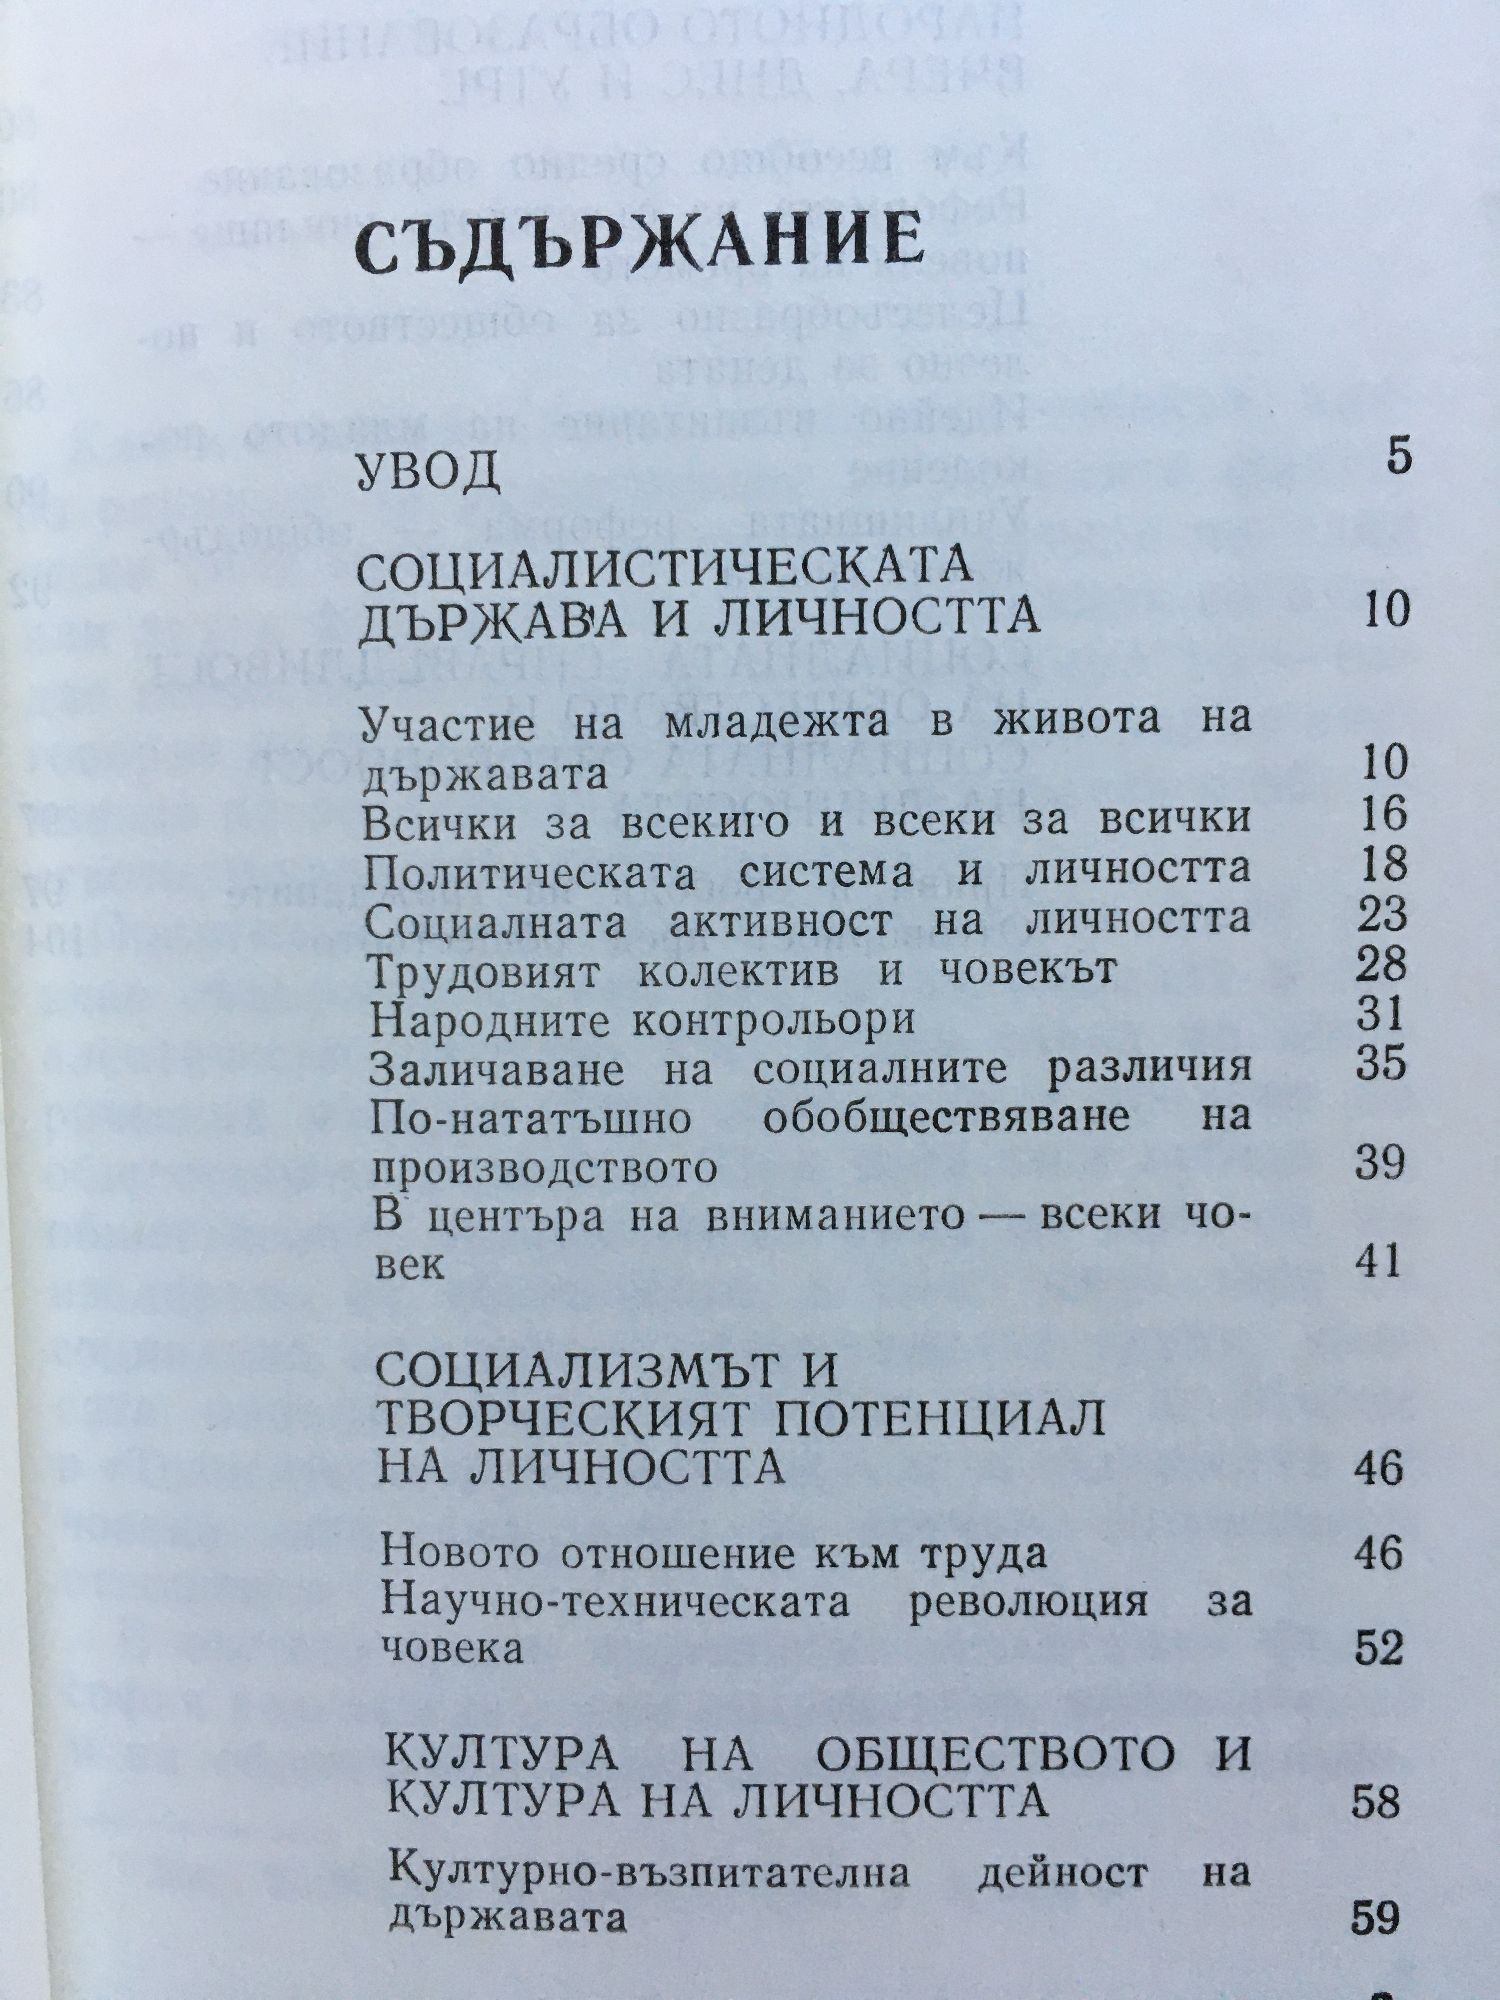 СЪДЪРЖАНИЕ
УВОД 5
СОЦИАЛИСТИЧЕСКАТА
ДЪРЖАВА И ЛИЧНОСТТА 10
Участие на младежта в живота на
държавата 10
Всички за всекиго и всеки за всички 16
Политическата система и личността 18
Социалната активност на личността 23
Трудовият колектив и човекът 28
Народните контрольори 31
Заличаване на социалните различия 35
По-нататъшно обобществяване на
производството 39
В центъра на вниманието — всеки чо-
век 41
СОЦИАЛИЗМЪТ И
ТВОРЧЕСКИЯТ ПОТЕНЦИАЛ
НА ЛИЧНОСТТА 46
Новото отношение към труда 46
Научно-техническата революция за
човека 52
КУЛТУРА НА ОБЩЕСТВОТО И
КУЛТУРА НА ЛИЧНОСТТА 58
Културно-възпитателна дейност на
държавата 59